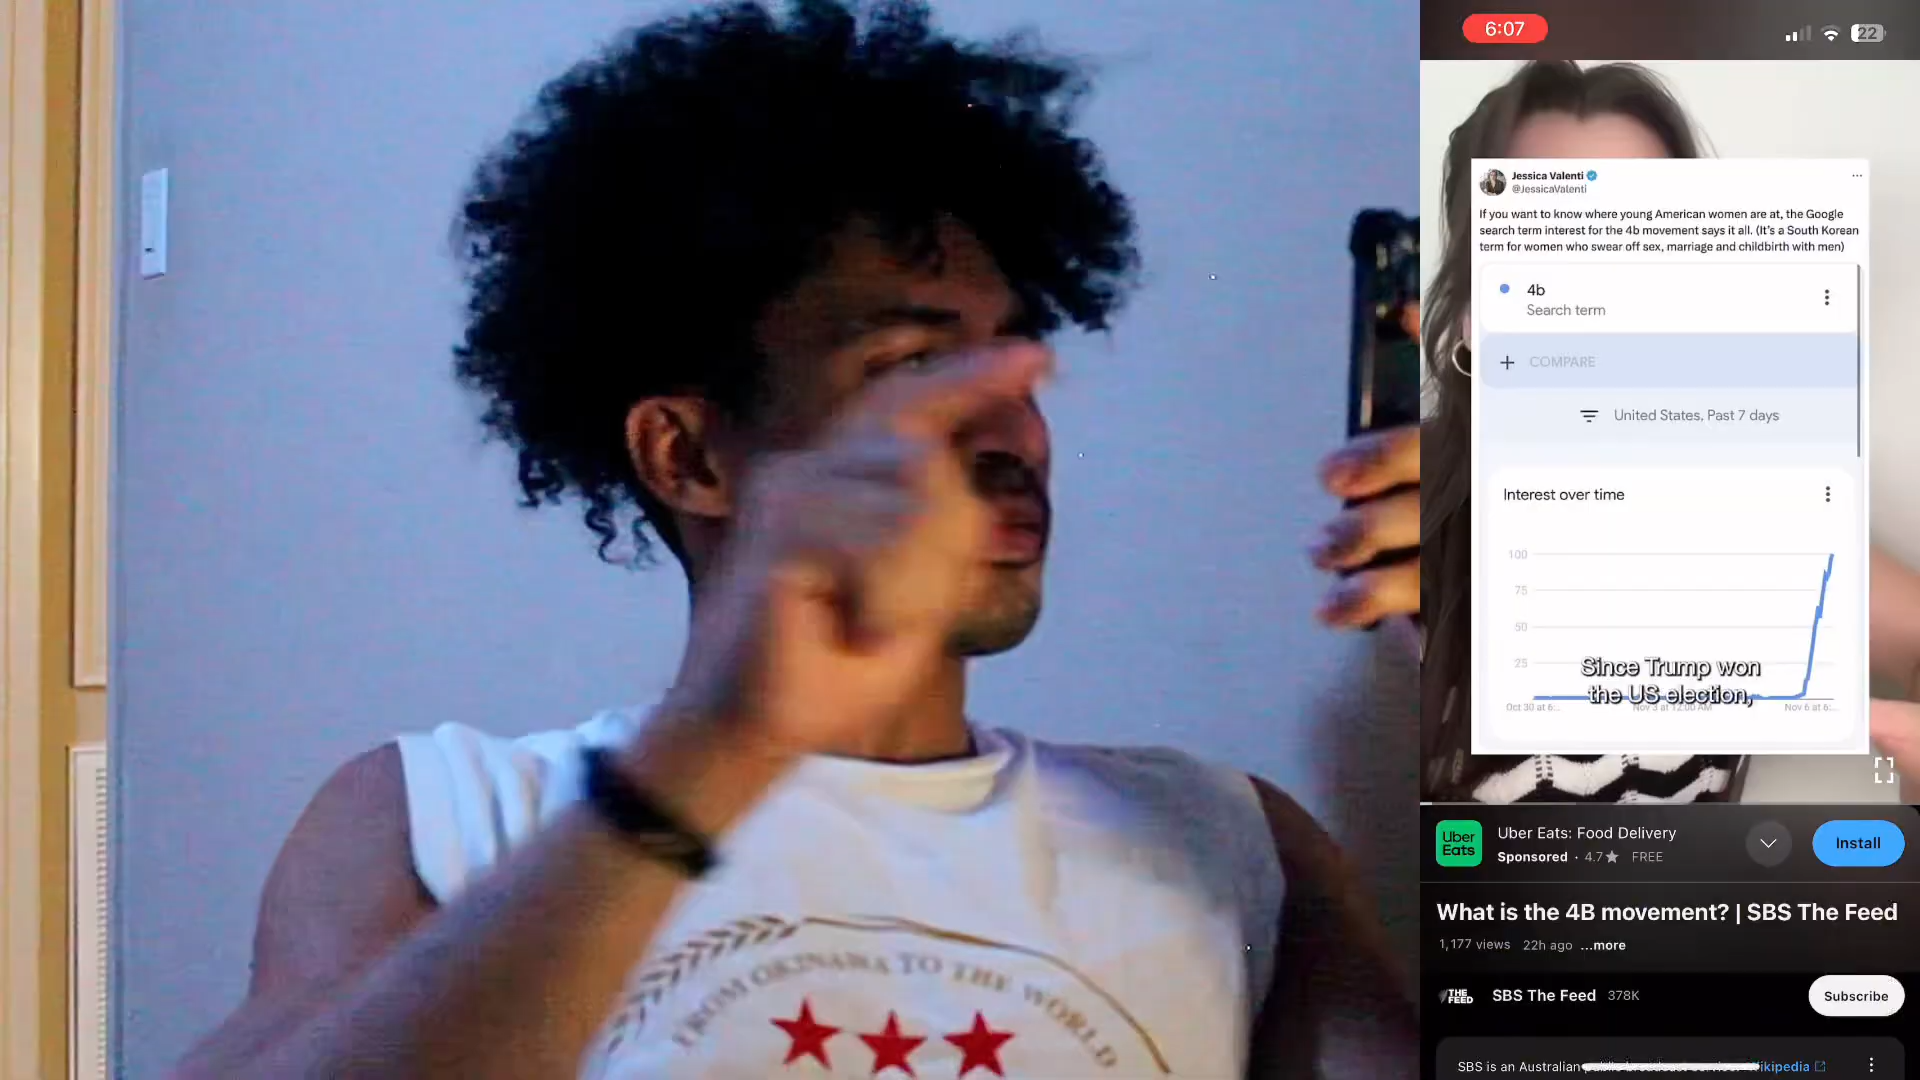 FROM OKINAWA TO THE WORLD
6:07
22
Jessica Valenti
@JessicaValenti
If you want to know where young American women are at, the Google
search term interest for the 4b movement says it all. (It's a South Korean
term for women who swear off sex, marriage and childbirth with men)
4b
Search term
+ COMPARE
United States, Past 7 days
Interest over time
100
75
50
25
Since Trump won
the US election,
Oct 30 at 6:...
Nov 3 at 12:00 AM
Nov 6 at 6:...
Uber
Eats
Uber Eats: Food Delivery
Sponsored · 4.7★ FREE
Install
What is the 4B movement? | SBS The Feed
1,177 views 22h ago ...more
THE
FEED
SBS The Feed 378K
Subscribe
SBS is an Australian public broadcast service. Wikipedia